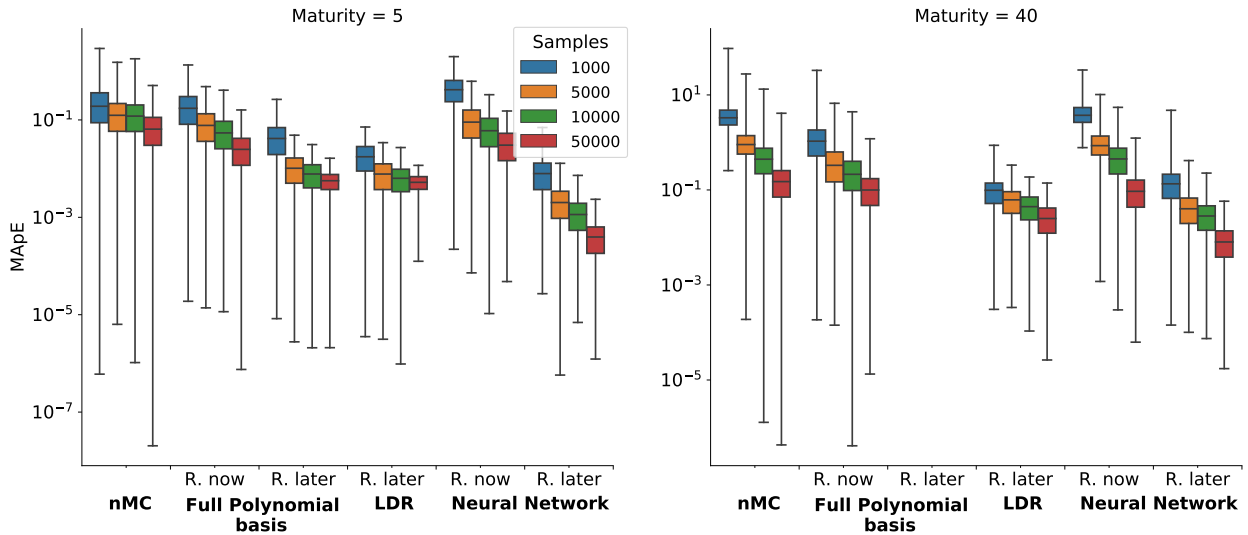 Maturity = 5
Samples
1000
5000
10000
50000
MApE
10⁻¹
10⁻³
10⁻⁵
10⁻⁷
R. now R. later R. later R. now R. later
nMC Full Polynomial basis LDR Neural Network
Maturity = 40
10¹
10⁻¹
10⁻³
10⁻⁵
R. now R. later R. later R. now R. later
nMC Full Polynomial basis LDR Neural Network